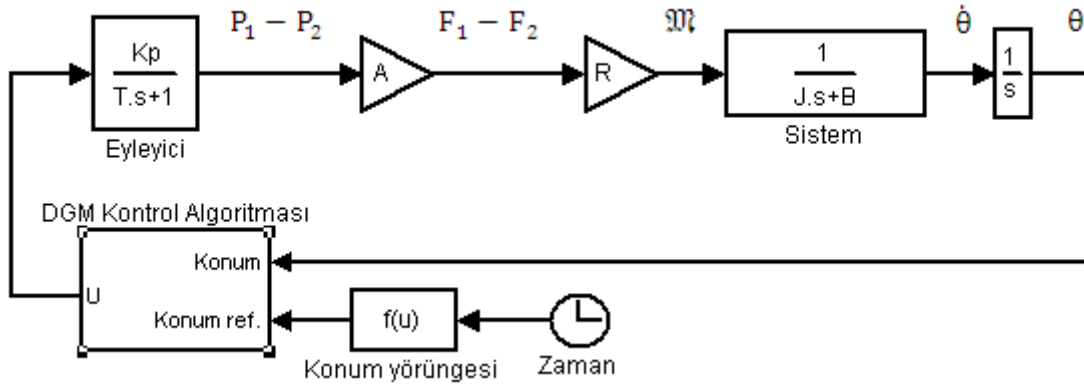 P₁ − P₂
F₁ − F₂
𝔐
θ̇
θ
Kp
T.s+1
A
R
1
J.s+B
1
s
Eyleyici
Sistem
DGM Kontrol Algoritması
Konum
U
Konum ref.
f(u)
Konum yörüngesi
Zaman